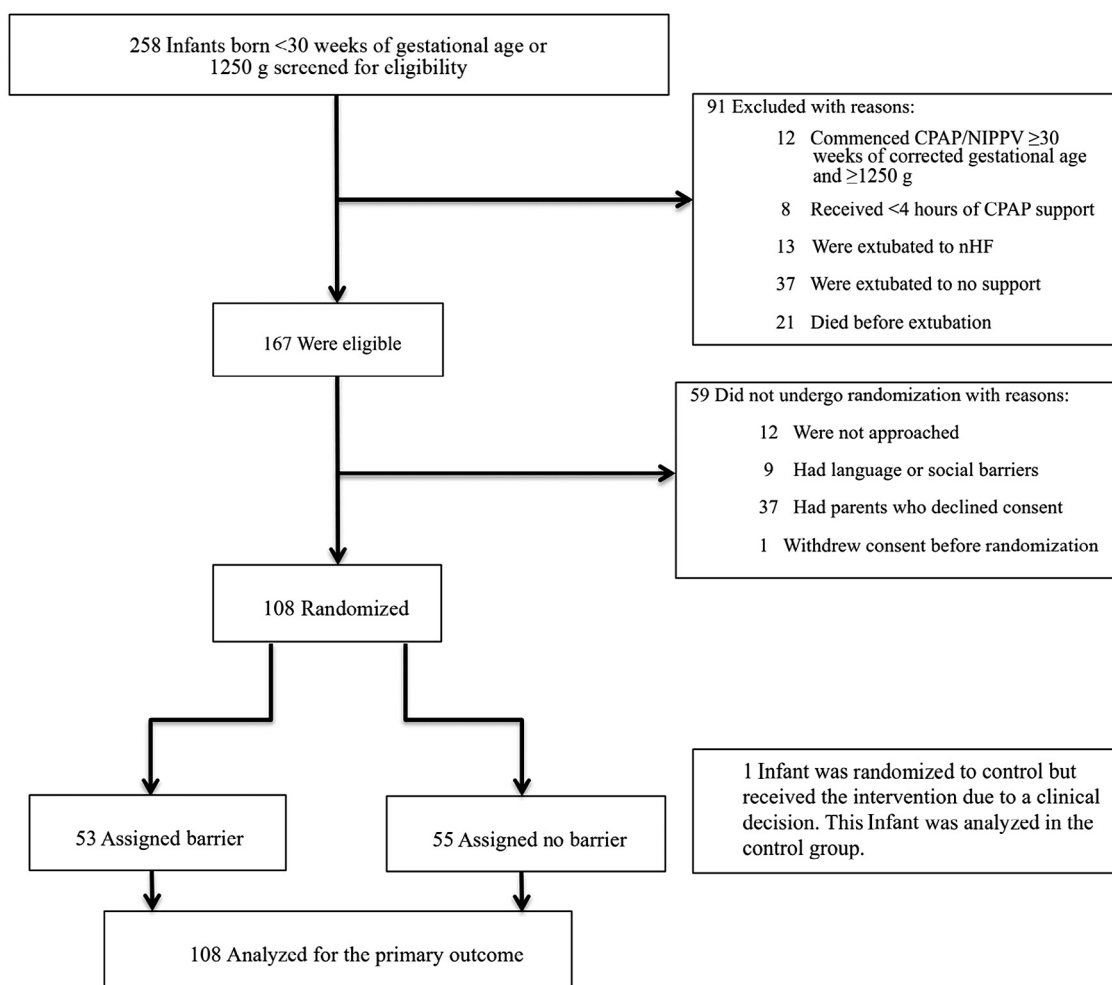 258 Infants born <30 weeks of gestational age or
1250 g screened for eligibility
91 Excluded with reasons:
12 Commenced CPAP/NIPPV ≥30
weeks of corrected gestational age
and ≥1250 g
8 Received <4 hours of CPAP support
13 Were extubated to nHF
37 Were extubated to no support
21 Died before extubation
167 Were eligible
59 Did not undergo randomization with reasons:
12 Were not approached
9 Had language or social barriers
37 Had parents who declined consent
1 Withdrew consent before randomization
108 Randomized
53 Assigned barrier
55 Assigned no barrier
1 Infant was randomized to control but
received the intervention due to a clinical
decision. This Infant was analyzed in the
control group.
108 Analyzed for the primary outcome